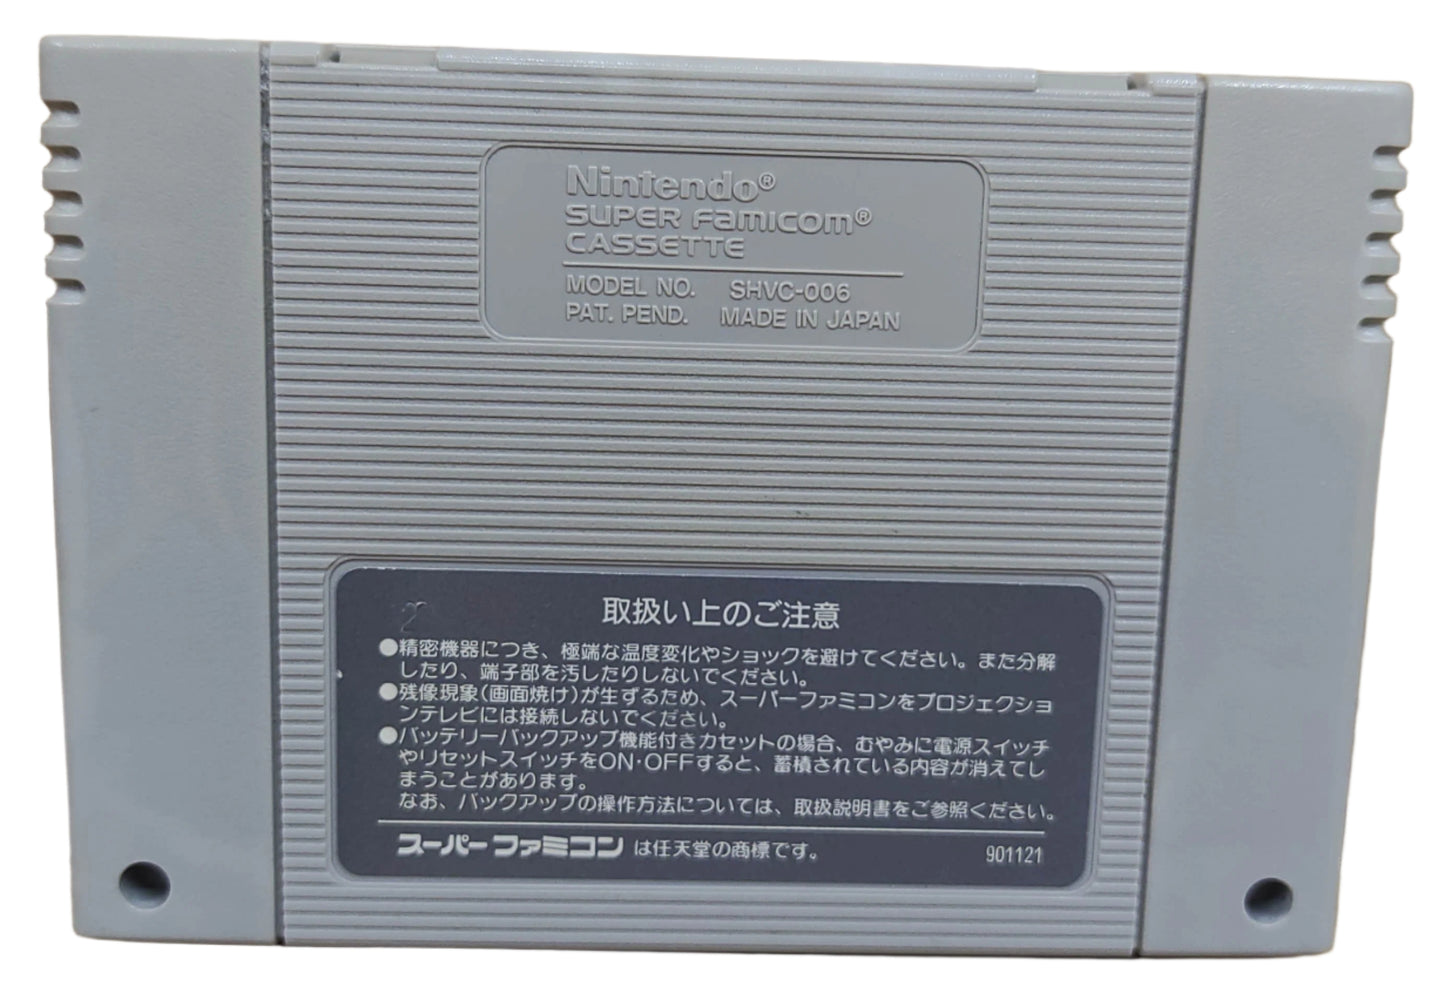 Nintendo®
SUPER FAMICOM®
CASSETTE
MODEL NO. SHVC-006
PAT. PEND. MADE IN JAPAN
2
取扱い上のご注意
●精密機器につき、極端な温度変化やショックを避けてください。また分解
したり、端子部を汚したりしないでください。
●残像現象(画面焼け)が生ずるため、スーパーファミコンをプロジェクショ
ンテレビには接続しないでください。
●バッテリーバックアップ機能付きカセットの場合、むやみに電源スイッチ
やリセットスイッチをON・OFFすると、蓄積されている内容が消えてし
まうことがあります。
なお、バックアップの操作方法については、取扱説明書をご参照ください。
スーパーファミコン は任天堂の商標です。 901121